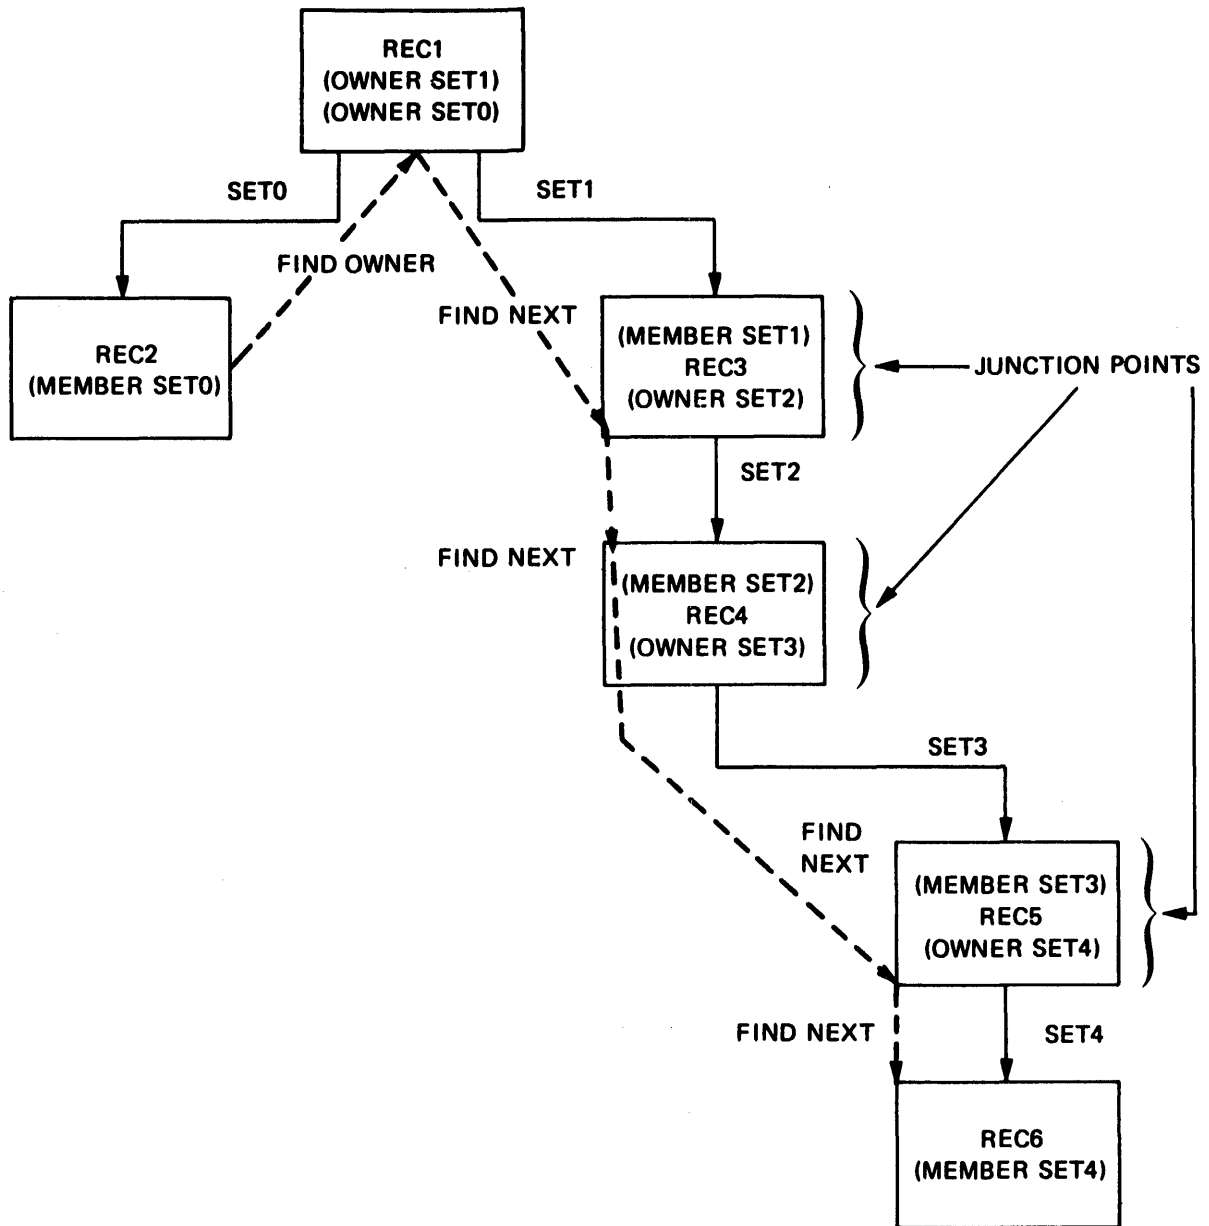 REC1
(OWNER SET1)
(OWNER SET0)
SET0
SET1
FIND OWNER
FIND NEXT
REC2
(MEMBER SET0)
(MEMBER SET1)
REC3
(OWNER SET2)
JUNCTION POINTS
SET2
FIND NEXT
(MEMBER SET2)
REC4
(OWNER SET3)
SET3
FIND
NEXT
(MEMBER SET3)
REC5
(OWNER SET4)
FIND NEXT
SET4
REC6
(MEMBER SET4)